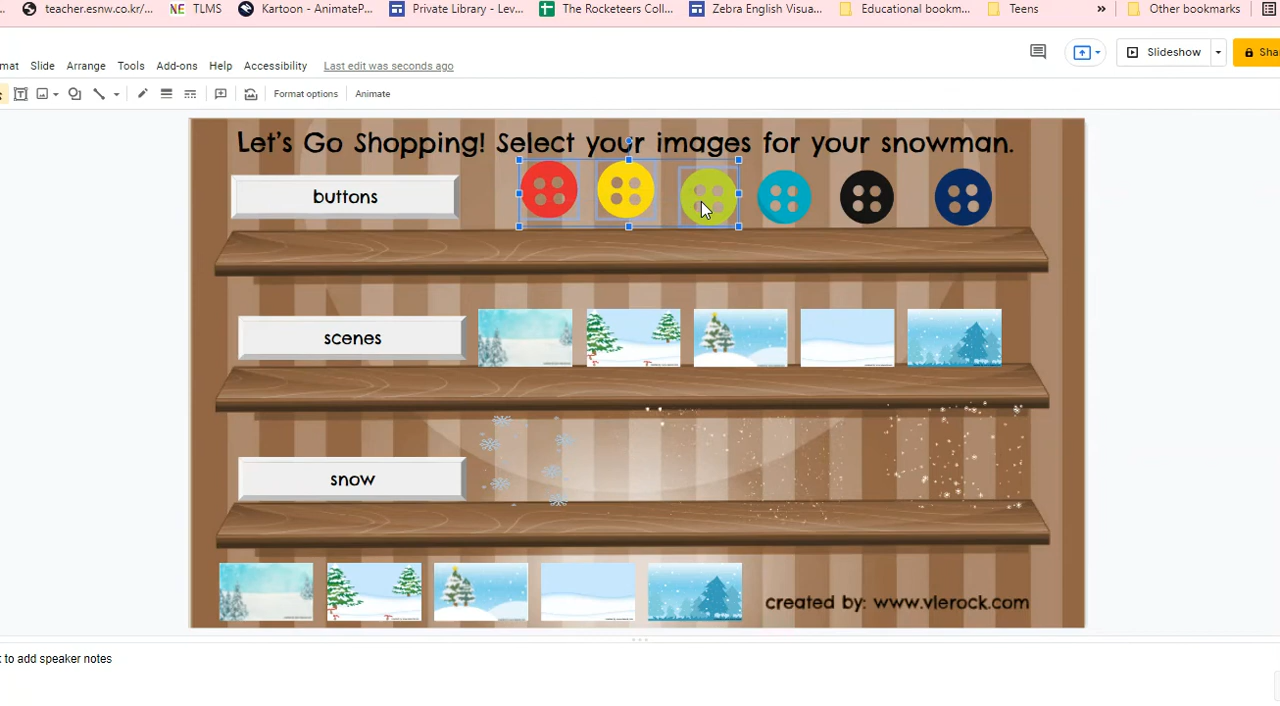 teacher.esnw.co.kr/... TLMS Kartoon - AnimateP... Private Library - Lev... The Rocketeers Coll... Zebra English Visua... Educational bookm... Teens » Other bookmarks
mat Slide Arrange Tools Add-ons Help Accessibility Last edit was seconds ago Slideshow Sha
Format options Animate
Let's Go Shopping! Select your images for your snowman.
buttons
scenes
snow
created by: www.vlerock.com
to add speaker notes